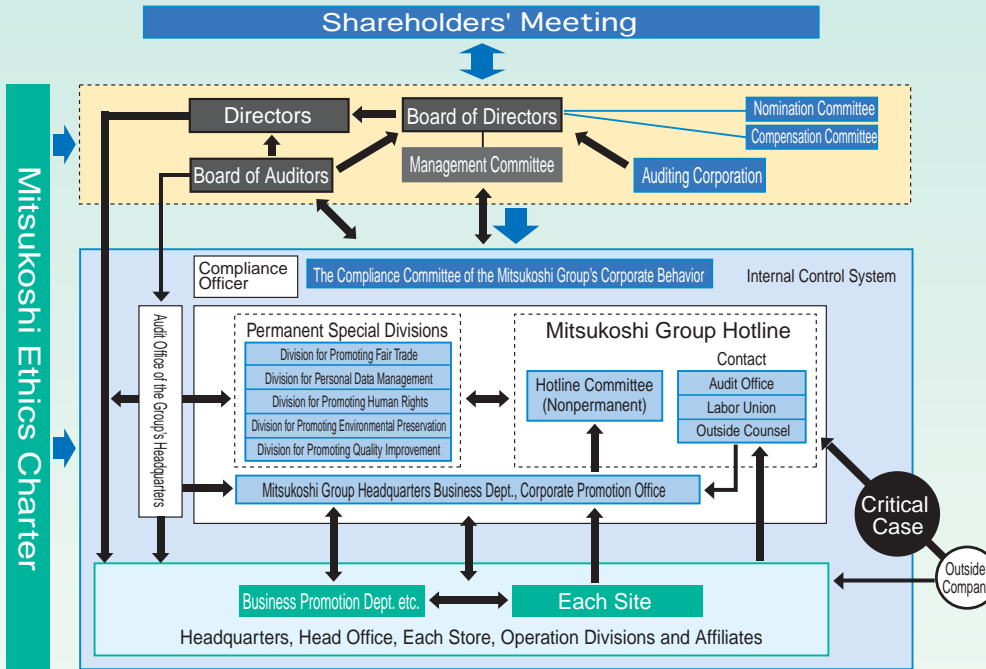 Shareholders' Meeting
Mitsukoshi Ethics Charter
Directors
Board of Directors
Nomination Committee
Compensation Committee
Board of Auditors
Management Committee
Auditing Corporation
Compliance
Officer
The Compliance Committee of the Mitsukoshi Group's Corporate Behavior
Internal Control System
Audit Office of the Group's Headquarters
Permanent Special Divisions
Division for Promoting Fair Trade
Division for Personal Data Management
Division for Promoting Human Rights
Division for Promoting Environmental Preservation
Division for Promoting Quality Improvement
Mitsukoshi Group Hotline
Contact
Hotline Committee
(Nonpermanent)
Audit Office
Labor Union
Outside Counsel
Mitsukoshi Group Headquarters Business Dept., Corporate Promotion Office
Critical
Case
Outside
Compan
Business Promotion Dept. etc.
Each Site
Headquarters, Head Office, Each Store, Operation Divisions and Affiliates